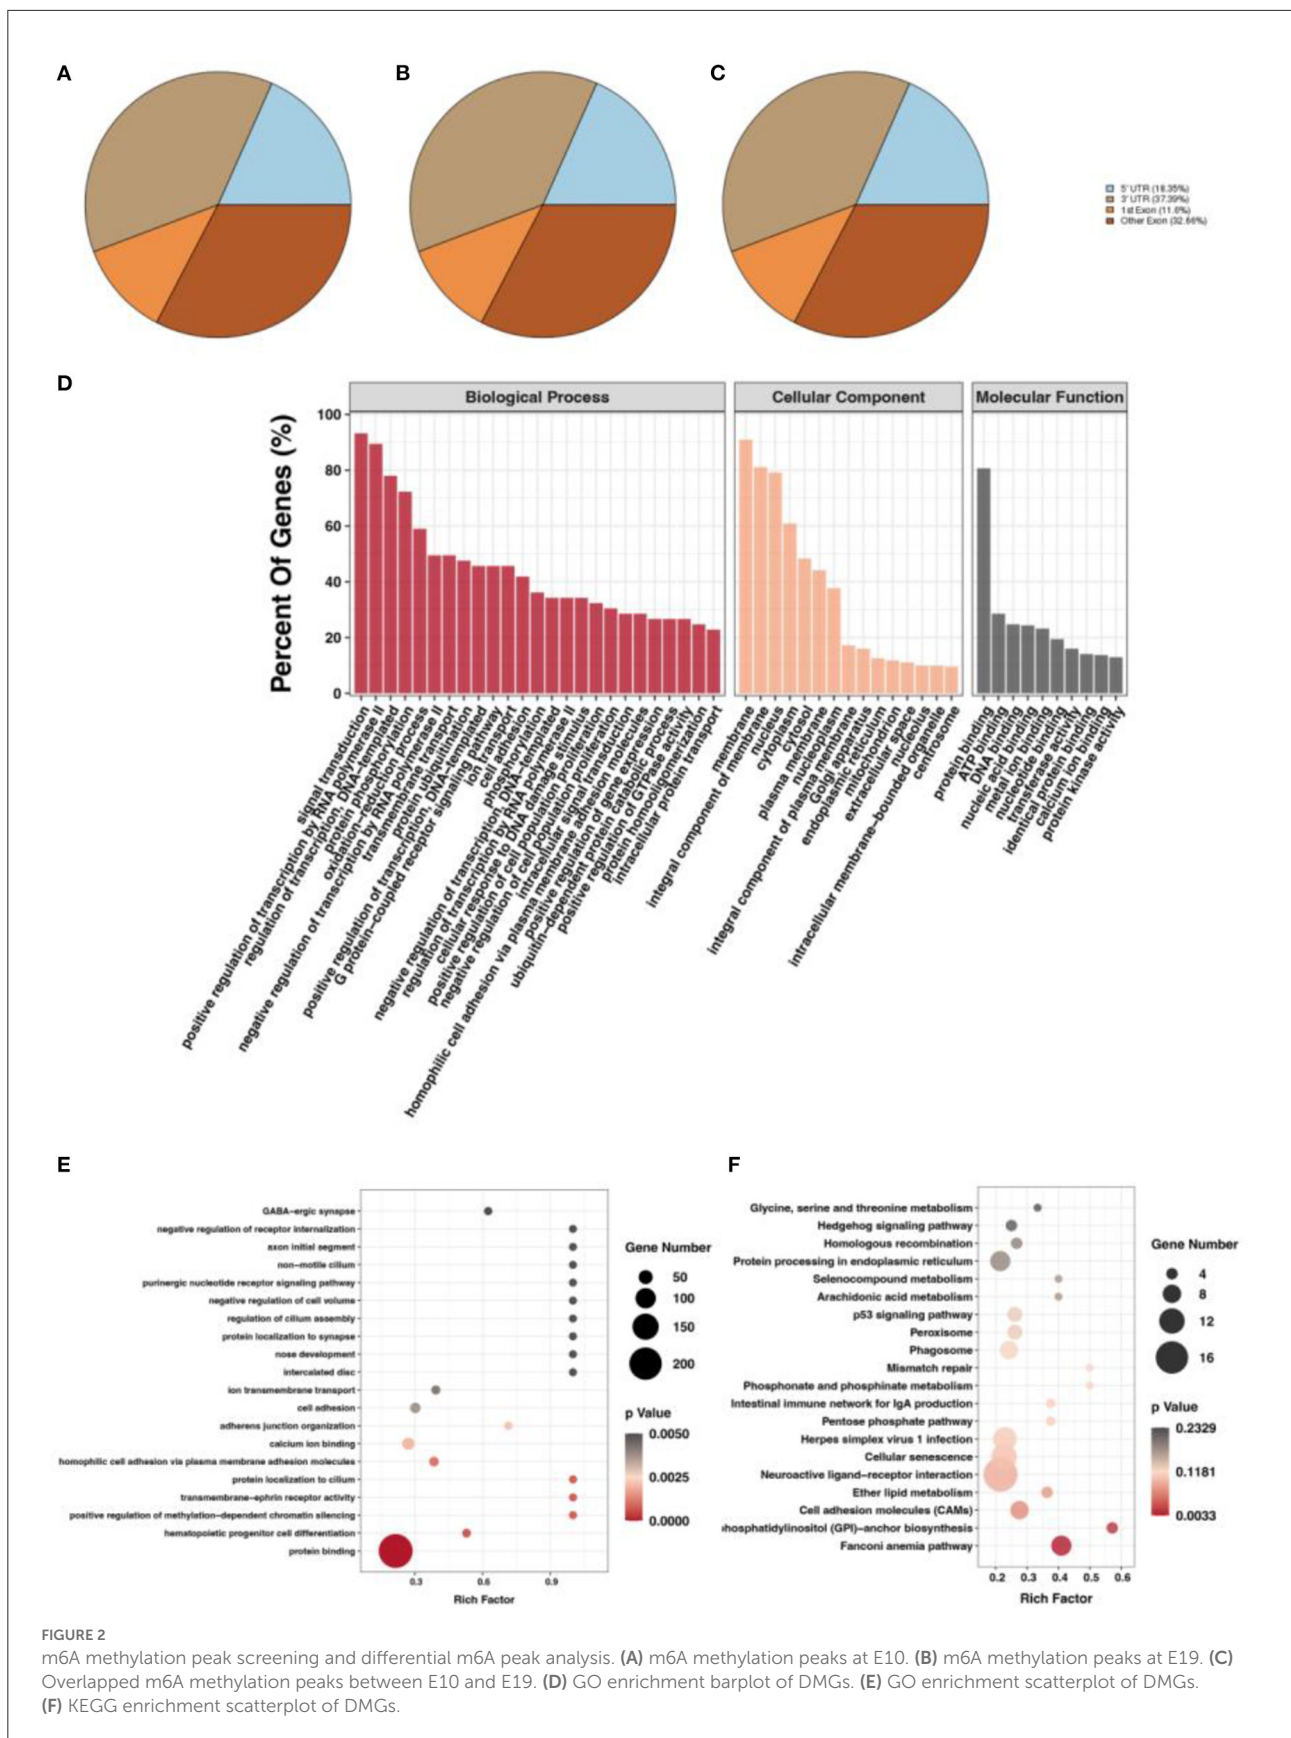 A
B
C
5' UTR (18.35%)
3' UTR (37.39%)
1st Exon (11.6%)
Other Exon (32.66%)
D
Biological Process
Cellular Component
Molecular Function
Percent Of Genes (%)
100
80
60
40
20
0
signal transduction
positive regulation of transcription by RNA polymerase II
regulation of transcription, DNA−templated
protein phosphorylation
oxidation−reduction process
negative regulation of transcription by RNA polymerase II
transmembrane transport
protein ubiquitination
positive regulation of transcription, DNA−templated
G protein−coupled receptor signaling pathway
ion transport
cell adhesion
phosphorylation
negative regulation of transcription, DNA−templated
regulation of transcription by RNA polymerase II
cellular response to DNA damage stimulus
positive regulation of cell population proliferation
negative regulation of cell population proliferation
intracellular signal transduction
homophilic cell adhesion via plasma membrane adhesion molecules
positive regulation of gene expression
ubiquitin−dependent protein catabolic process
positive regulation of GTPase activity
protein homooligomerization
intracellular protein transport
membrane
integral component of membrane
nucleus
cytoplasm
cytosol
plasma membrane
nucleoplasm
integral component of plasma membrane
Golgi apparatus
endoplasmic reticulum
mitochondrion
extracellular space
nucleolus
intracellular membrane−bounded organelle
centrosome
protein binding
ATP binding
DNA binding
nucleic acid binding
metal ion binding
nucleotide binding
transferase activity
identical protein binding
calcium ion binding
protein kinase activity
E
GABA−ergic synapse
negative regulation of receptor internalization
axon initial segment
non−motile cilium
purinergic nucleotide receptor signaling pathway
negative regulation of cell volume
regulation of cilium assembly
protein localization to synapse
nose development
intercalated disc
ion transmembrane transport
cell adhesion
adherens junction organization
calcium ion binding
homophilic cell adhesion via plasma membrane adhesion molecules
protein localization to cilium
transmembrane−ephrin receptor activity
positive regulation of methylation−dependent chromatin silencing
hematopoietic progenitor cell differentiation
protein binding
0.3 0.6 0.9
Rich Factor
Gene Number
50
100
150
200
p Value
0.0050
0.0025
0.0000
F
Glycine, serine and threonine metabolism
Hedgehog signaling pathway
Homologous recombination
Protein processing in endoplasmic reticulum
Selenocompound metabolism
Arachidonic acid metabolism
p53 signaling pathway
Peroxisome
Phagosome
Mismatch repair
Phosphonate and phosphinate metabolism
Intestinal immune network for IgA production
Pentose phosphate pathway
Herpes simplex virus 1 infection
Cellular senescence
Neuroactive ligand−receptor interaction
Ether lipid metabolism
Cell adhesion molecules (CAMs)
hosphatidylinositol (GPI)−anchor biosynthesis
Fanconi anemia pathway
0.2 0.3 0.4 0.5 0.6
Rich Factor
Gene Number
4
8
12
16
p Value
0.2329
0.1181
0.0033
FIGURE 2
m6A methylation peak screening and differential m6A peak analysis. (A) m6A methylation peaks at E10. (B) m6A methylation peaks at E19. (C)
Overlapped m6A methylation peaks between E10 and E19. (D) GO enrichment barplot of DMGs. (E) GO enrichment scatterplot of DMGs.
(F) KEGG enrichment scatterplot of DMGs.